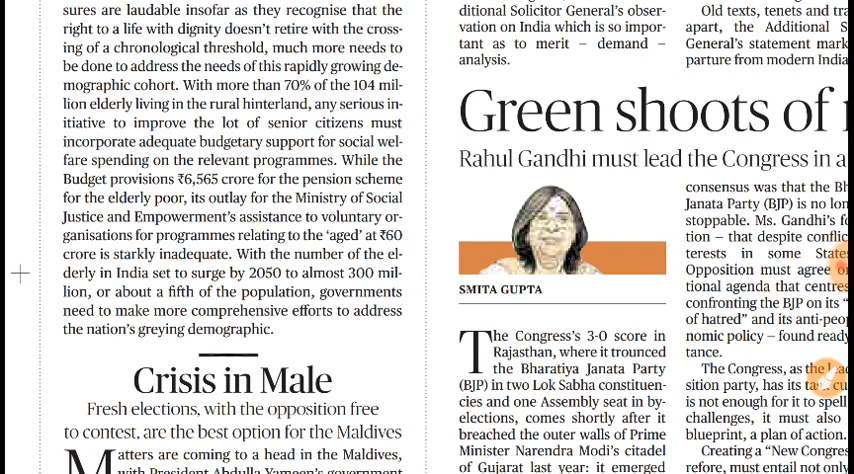 sures are laudable insofar as they recognise that the
right to a life with dignity doesn't retire with the cross-
ing of a chronological threshold, much more needs to
be done to address the needs of this rapidly growing de-
mographic cohort. With more than 70% of the 104 mil-
lion elderly living in the rural hinterland, any serious in-
itiative to improve the lot of senior citizens must
incorporate adequate budgetary support for social wel-
fare spending on the relevant programmes. While the
Budget provisions ₹6,565 crore for the pension scheme
for the elderly poor, its outlay for the Ministry of Social
Justice and Empowerment's assistance to voluntary or-
ganisations for programmes relating to the 'aged' at ₹60
crore is starkly inadequate. With the number of the el-
derly in India set to surge by 2050 to almost 300 mil-
lion, or about a fifth of the population, governments
need to make more comprehensive efforts to address
the nation's greying demographic.
Crisis in Male
Fresh elections, with the opposition free
to contest, are the best option for the Maldives
Matters are coming to a head in the Maldives,
with President Abdulla Yameen's government
ditional Solicitor General's obser-
vation on India which is so impor-
tant as to merit – demand –
analysis.
Old texts, tenets and tra
apart, the Additional S
General's statement mark
parture from modern India
Green shoots of
Rahul Gandhi must lead the Congress in a
SMITA GUPTA
The Congress's 3-0 score in
Rajasthan, where it trounced
the Bharatiya Janata Party
(BJP) in two Lok Sabha constituen-
cies and one Assembly seat in by-
elections, comes shortly after it
breached the outer walls of Prime
Minister Narendra Modi's citadel
of Gujarat last year: it emerged
consensus was that the Bh
Janata Party (BJP) is no lon
stoppable. Ms. Gandhi's fo
tion – that despite conflic
terests in some State
Opposition must agree o
tional agenda that centres
confronting the BJP on its "
of hatred" and its anti-peop
nomic policy – found ready
tance.
The Congress, as the
sition party, has its
is not enough for it to spell
challenges, it must also
blueprint, a plan of action.
Creating a "New Congres
refore, must entail not only